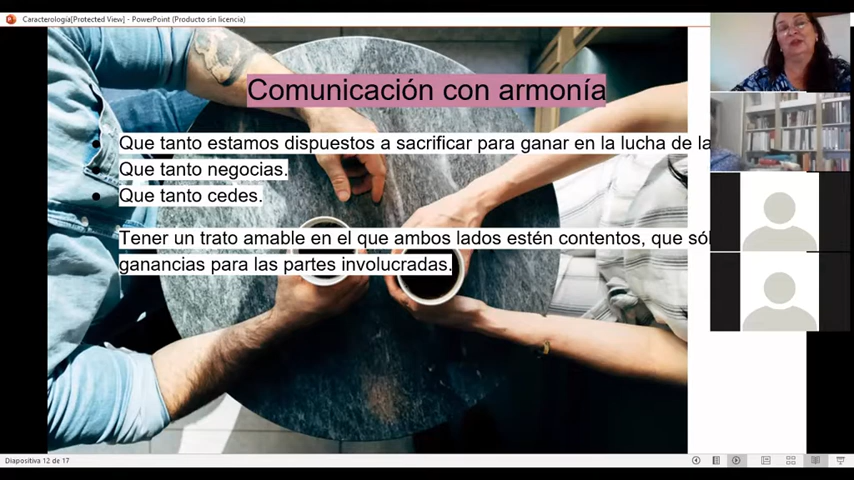 Caracterología[Protected View] - PowerPoint (Producto sin licencia)
Comunicación con armonía
Que tanto estamos dispuestos a sacrificar para ganar en la lucha de la
Que tanto negocias.
Que tanto cedes.
Tener un trato amable en el que ambos lados estén contentos, que sól
ganancias para las partes involucradas.
Diapositiva 12 de 17